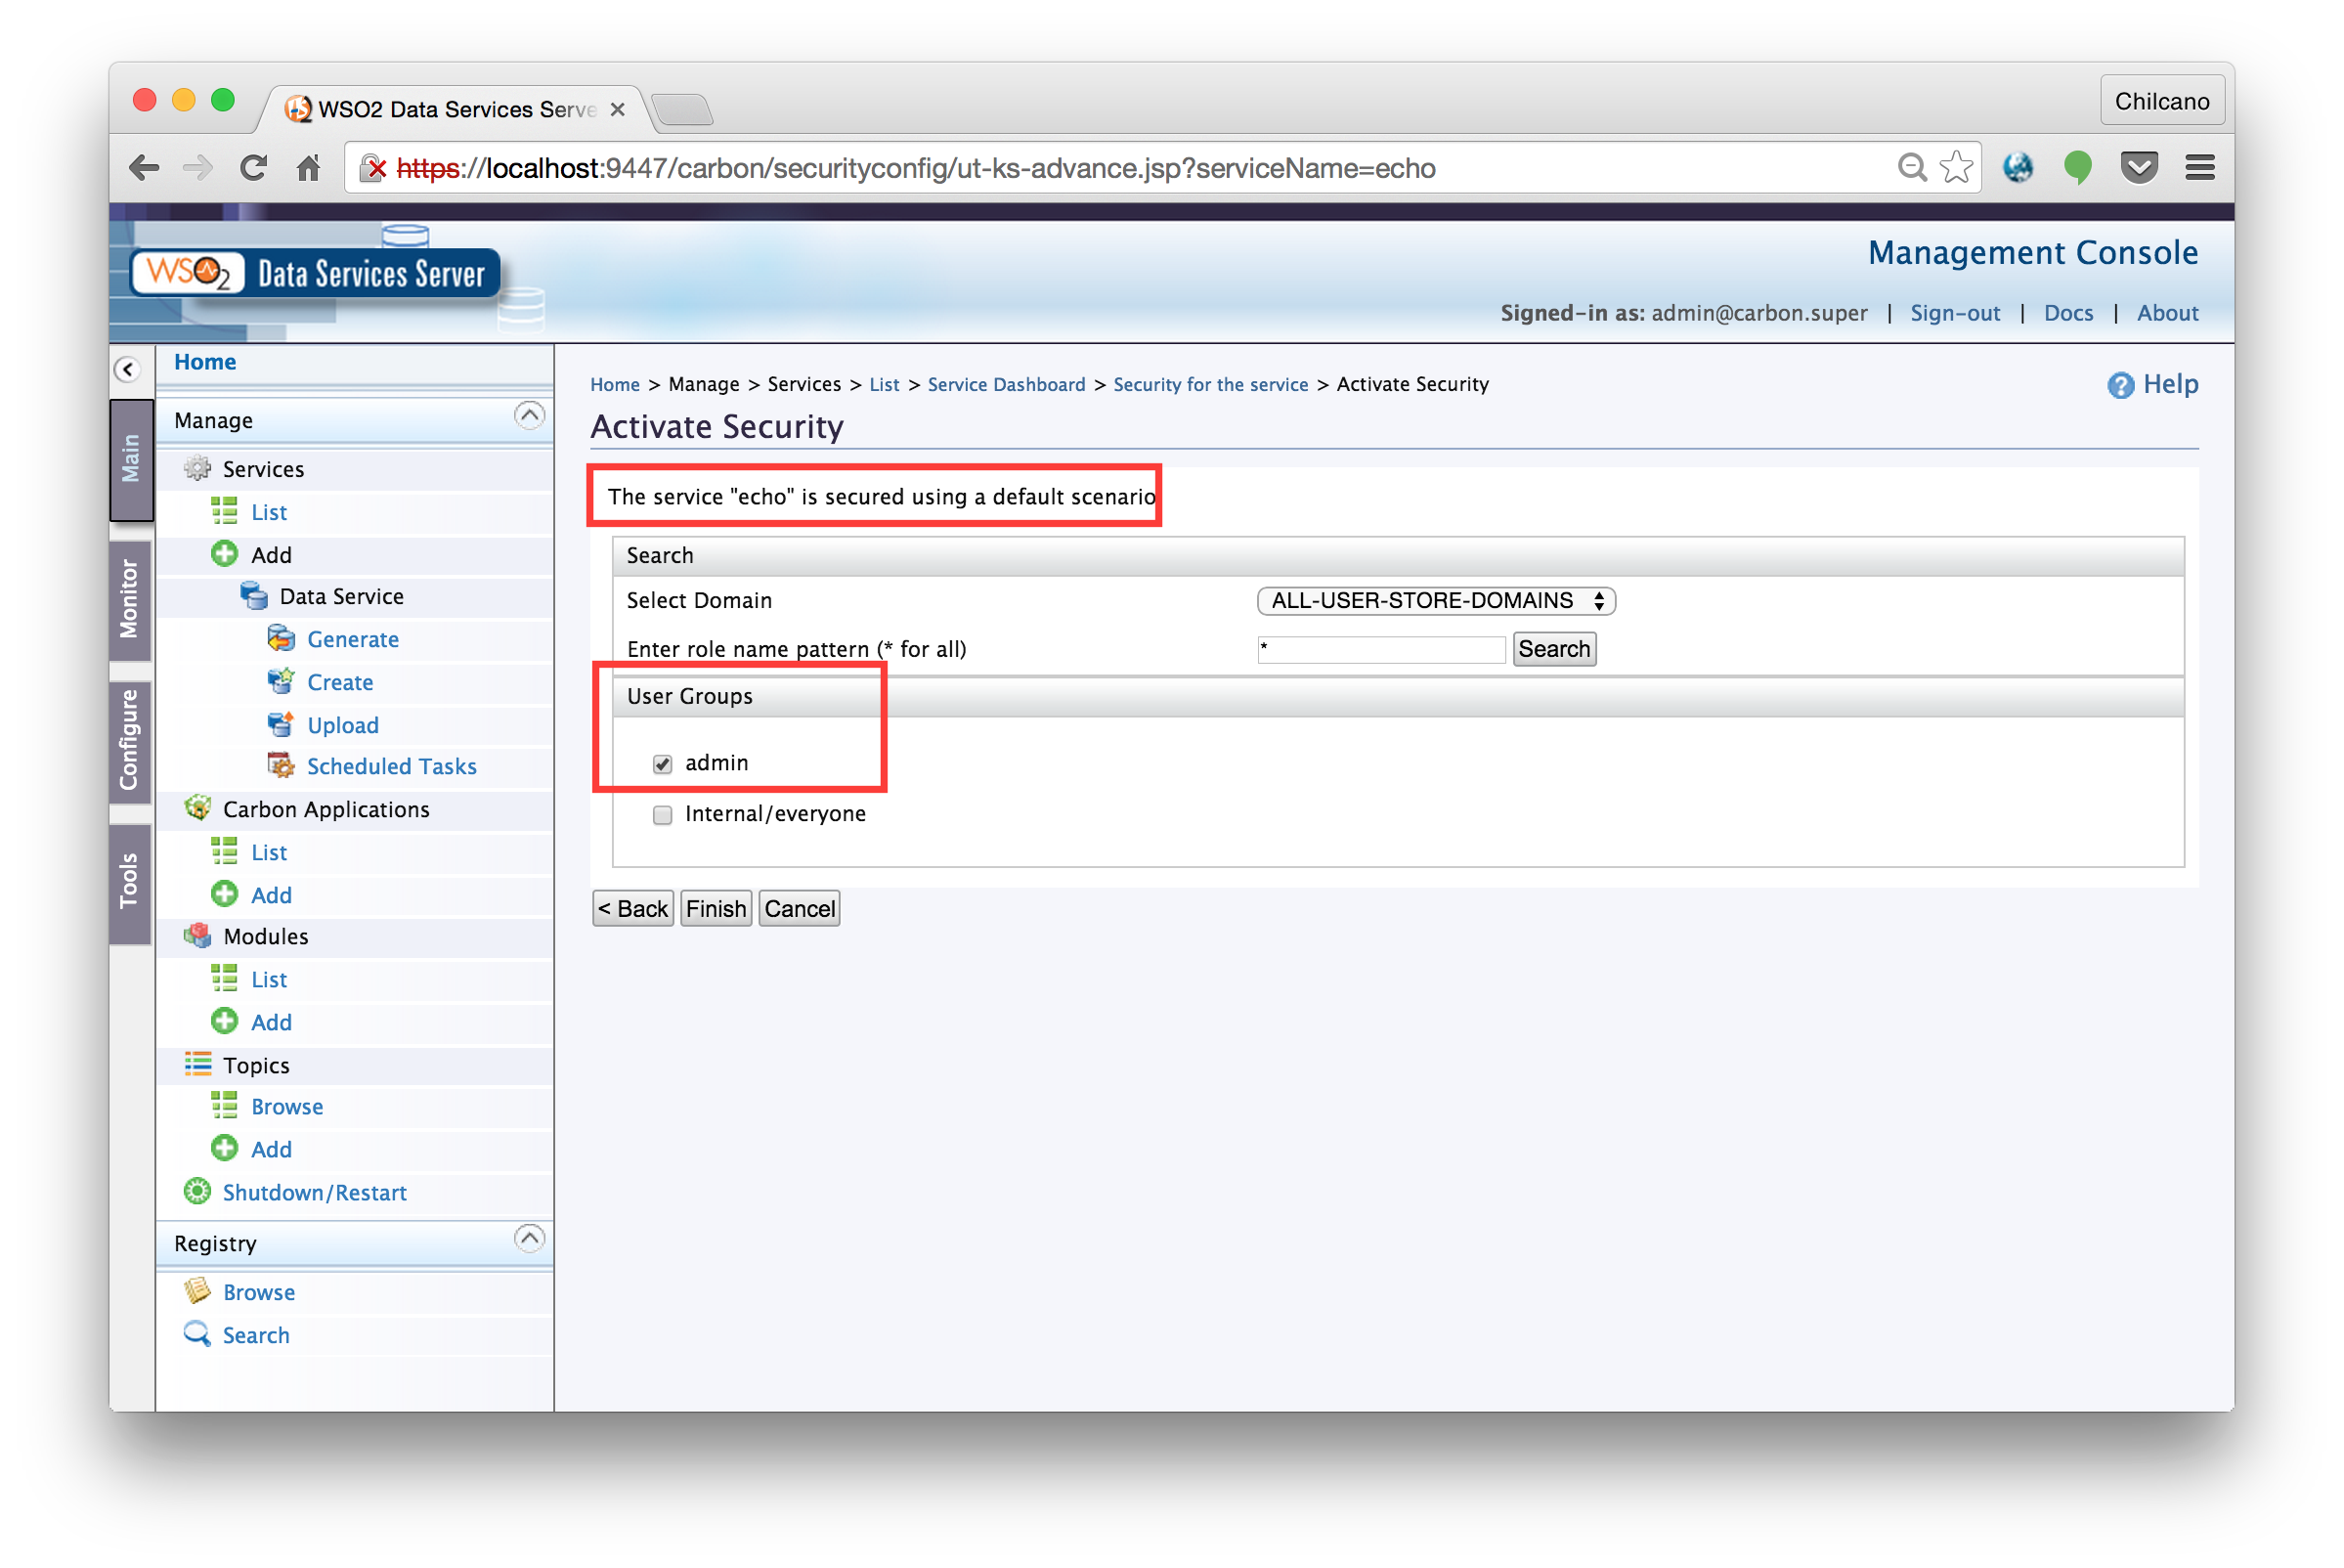 WSO2 Data Services Serve
Chilcano
https://localhost:9447/carbon/securityconfig/ut-ks-advance.jsp?serviceName=echo
WSO2 Data Services Server
Management Console
Signed-in as: admin@carbon.super | Sign-out | Docs | About
Main
Monitor
Configure
Tools
Home
Manage
Services
List
Add
Data Service
Generate
Create
Upload
Scheduled Tasks
Carbon Applications
List
Add
Modules
List
Add
Topics
Browse
Add
Shutdown/Restart
Registry
Browse
Search
Home > Manage > Services > List > Service Dashboard > Security for the service > Activate Security
Help
Activate Security
The service "echo" is secured using a default scenario
Search
Select Domain ALL-USER-STORE-DOMAINS
Enter role name pattern (* for all) * Search
User Groups
admin
Internal/everyone
< Back Finish Cancel